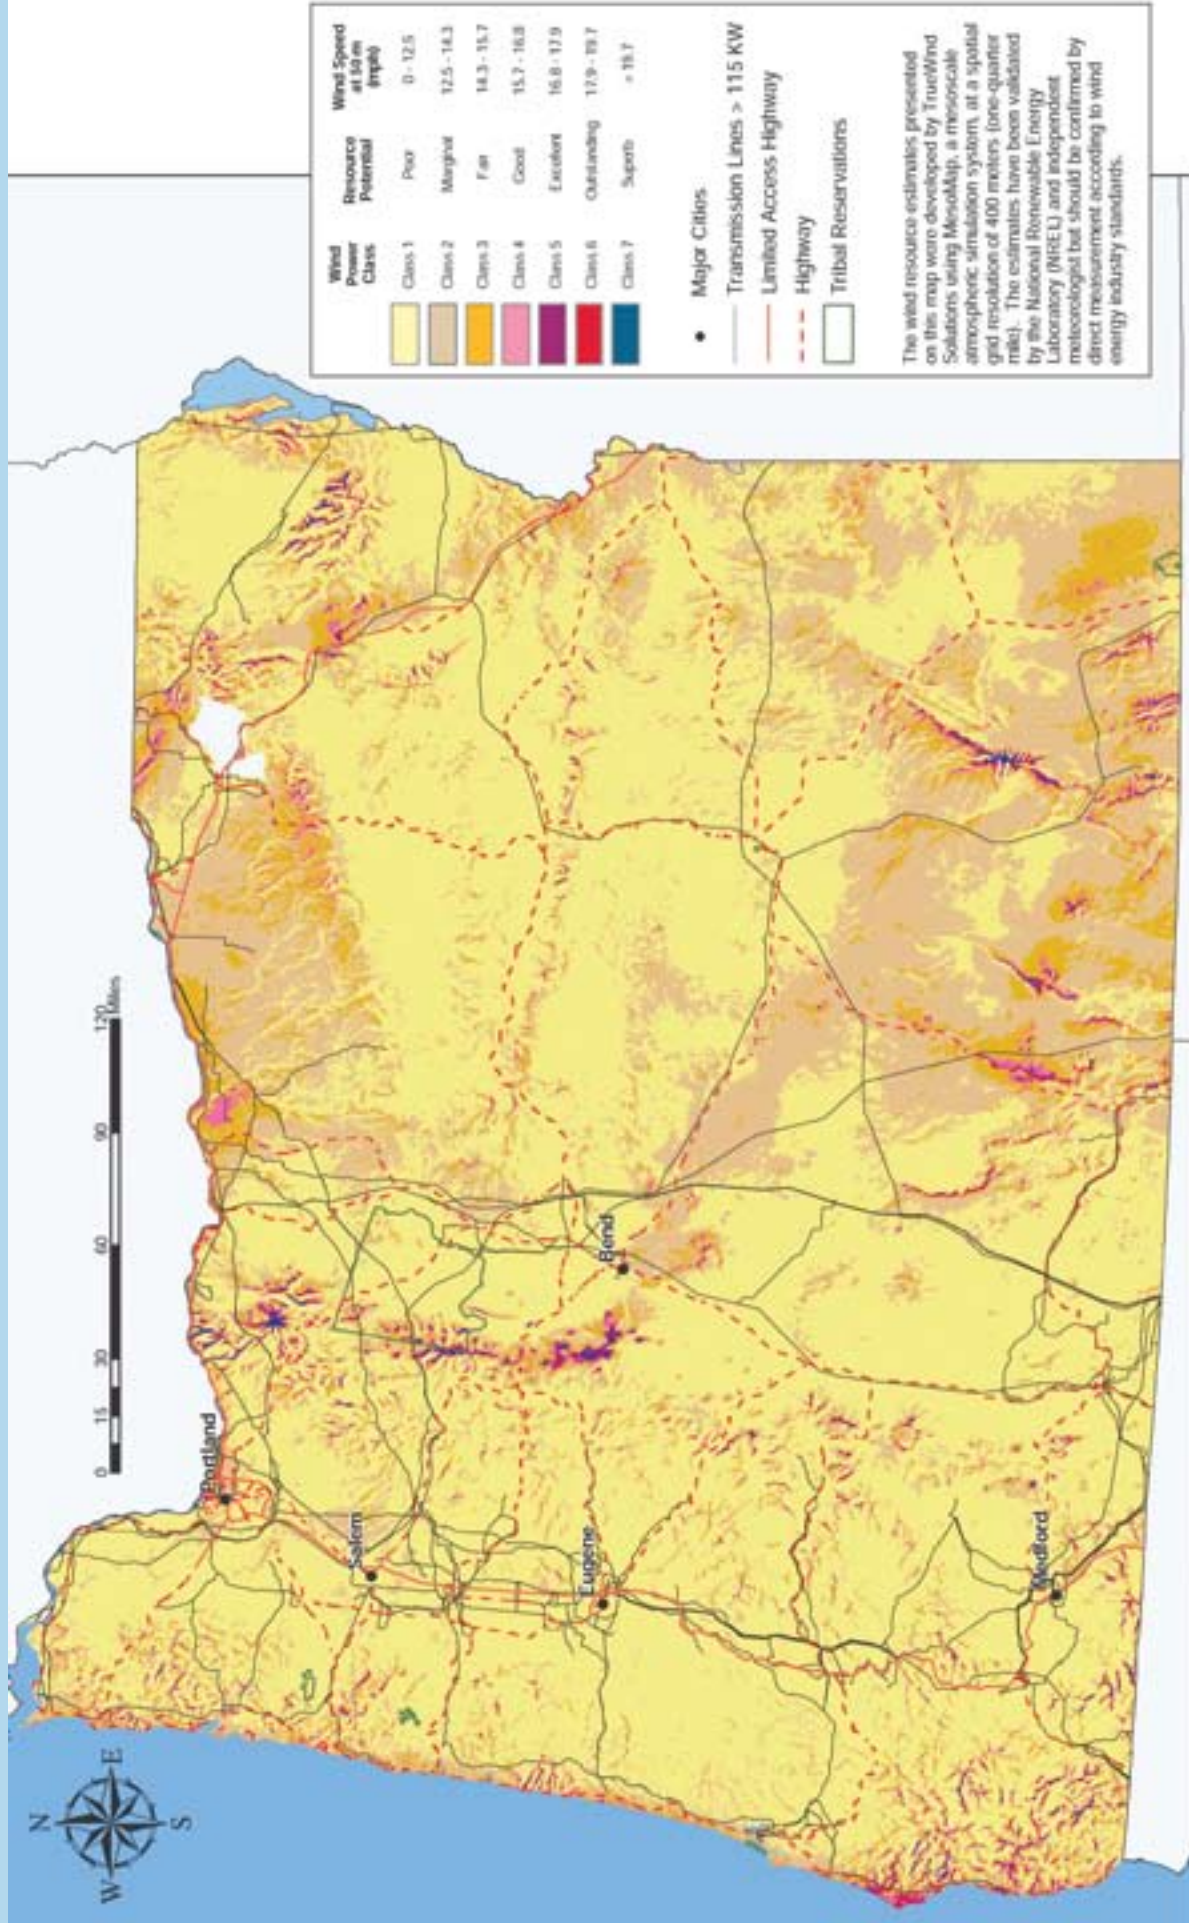 N
W
E
S
0
15
30
60
90
120
Miles
Portland
Salem
Eugene
Bend
Medford
Wind Power Class
Resource Potential
Wind Speed at 50 m (mph)
Class 1 Poor 0 - 12.5
Class 2 Marginal 12.5 - 14.3
Class 3 Fair 14.3 - 15.7
Class 4 Good 15.7 - 16.8
Class 5 Excellent 16.8 - 17.9
Class 6 Outstanding 17.9 - 19.7
Class 7 Superb > 19.7
Major Cities
Transmission Lines > 115 KW
Limited Access Highway
Highway
Tribal Reservations
The wind resource estimates presented
on this map were developed by TrueWind
Solutions using MesoMap, a mesoscale
atmospheric simulation system, at a spatial
grid resolution of 400 meters (one-quarter
mile). The estimates have been validated
by the National Renewable Energy
Laboratory (NREL) and independent
meteorologist but should be confirmed by
direct measurement according to wind
energy industry standards.